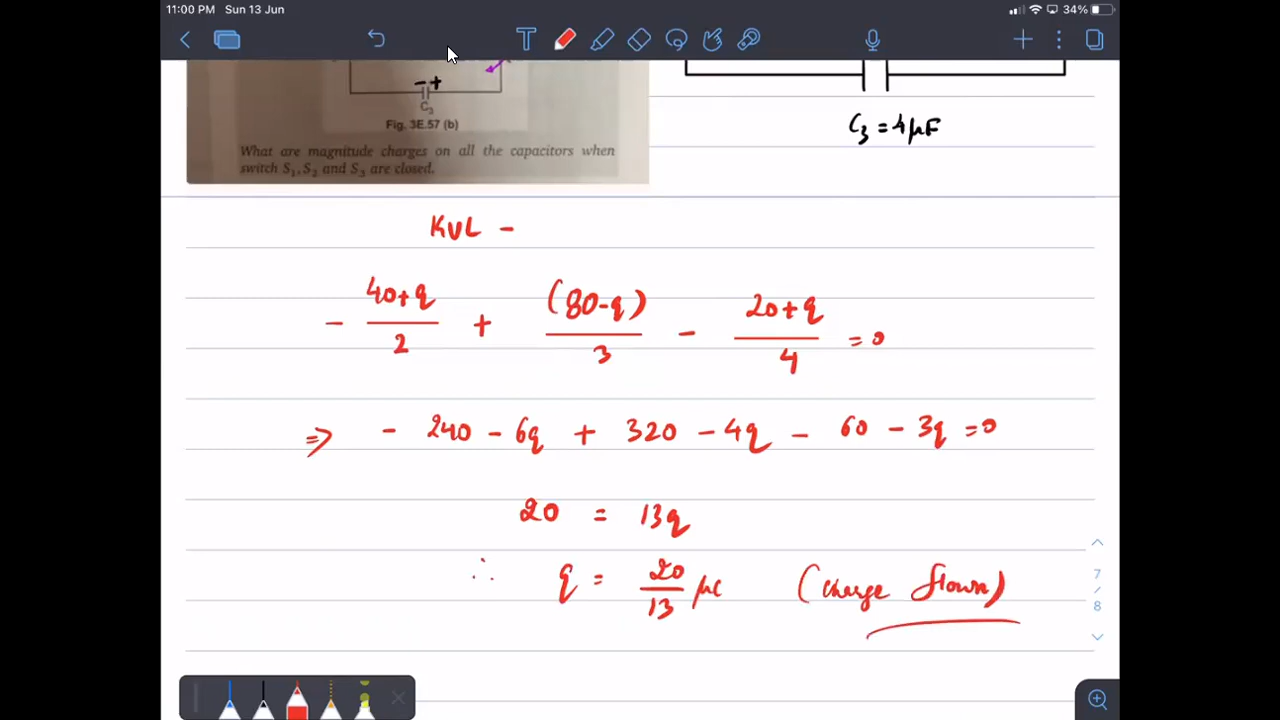 11:00 PM Sun 13 Jun
34%
T
- +
C3
Fig. 3E.57 (b)
What are magnitude charges on all the capacitors when
switch S1, S2 and S3 are closed.
C3 = 4μF
KVL -
- 40+q/2 + (80-q)/3 - 20+q/4 = 0
⇒ - 240 - 6q + 320 - 4q - 60 - 3q = 0
20 = 13q
∴ q = 20/13 μC (Charge flown)
7
/
8